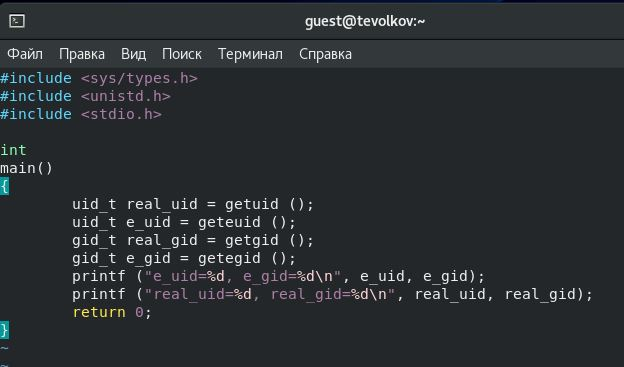 guest@tevolkov:~
Файл Правка Вид Поиск Терминал Справка
#include <sys/types.h>
#include <unistd.h>
#include <stdio.h>
int
main()
{
uid_t real_uid = getuid ();
uid_t e_uid = geteuid ();
gid_t real_gid = getgid ();
gid_t e_gid = getegid ();
printf ("e_uid=%d, e_gid=%d\n", e_uid, e_gid);
printf ("real_uid=%d, real_gid=%d\n", real_uid, real_gid);
return 0;
}
~
~